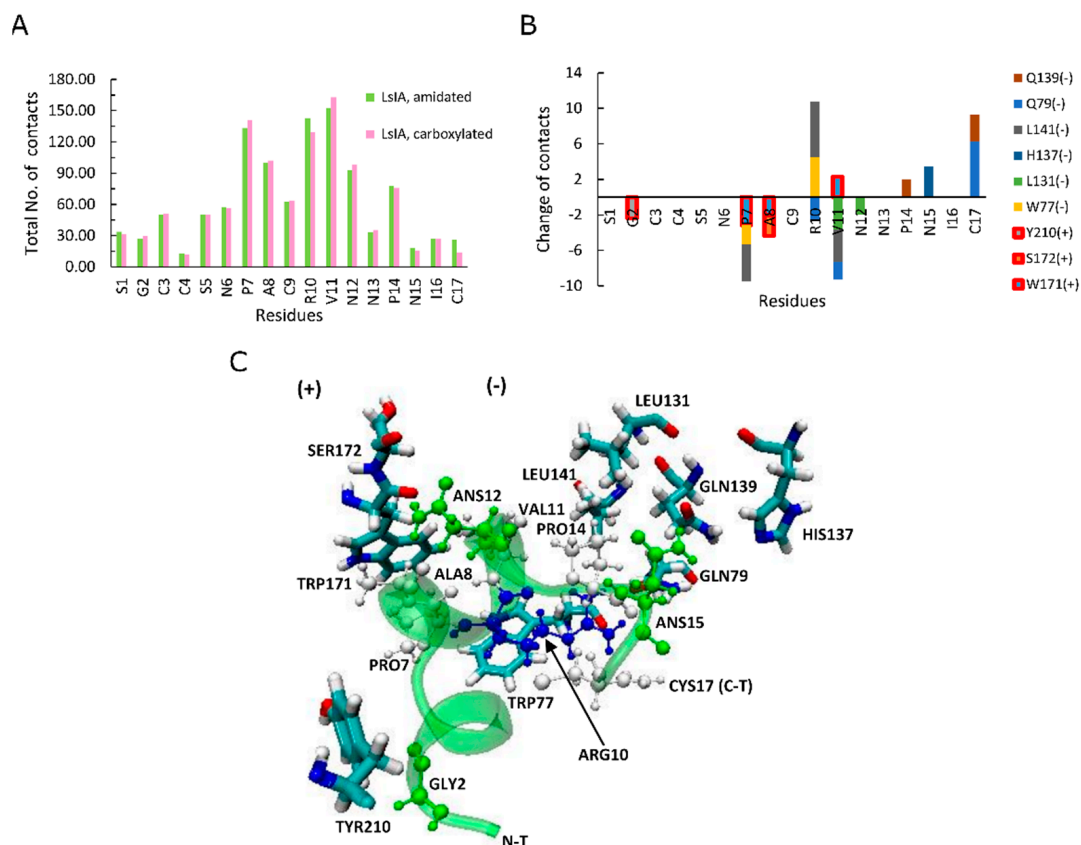 A
Total No. of contacts
180.00
150.00
120.00
90.00
60.00
30.00
0.00
LsIA, amidated
LsIA, carboxylated
S1 G2 C3 C4 S5 N6 P7 A8 C9 R10 V11 N12 N13 P14 N15 I16 C17
Residues
B
Change of contacts
14
10
6
2
-2
-6
-10
S1 G2 C3 C4 S5 N6 P7 A8 C9 R10 V11 N12 N13 P14 N15 I16 C17
Residues
Q139(-)
Q79(-)
L141(-)
H137(-)
L131(-)
W77(-)
Y210(+)
S172(+)
W171(+)
C
(+)
(-)
LEU131
SER172
LEU141
GLN139
ANS12
VAL11
PRO14
HIS137
TRP171
ALA8
GLN79
ANS15
PRO7
CYS17 (C-T)
TRP77
ARG10
GLY2
TYR210
N-T